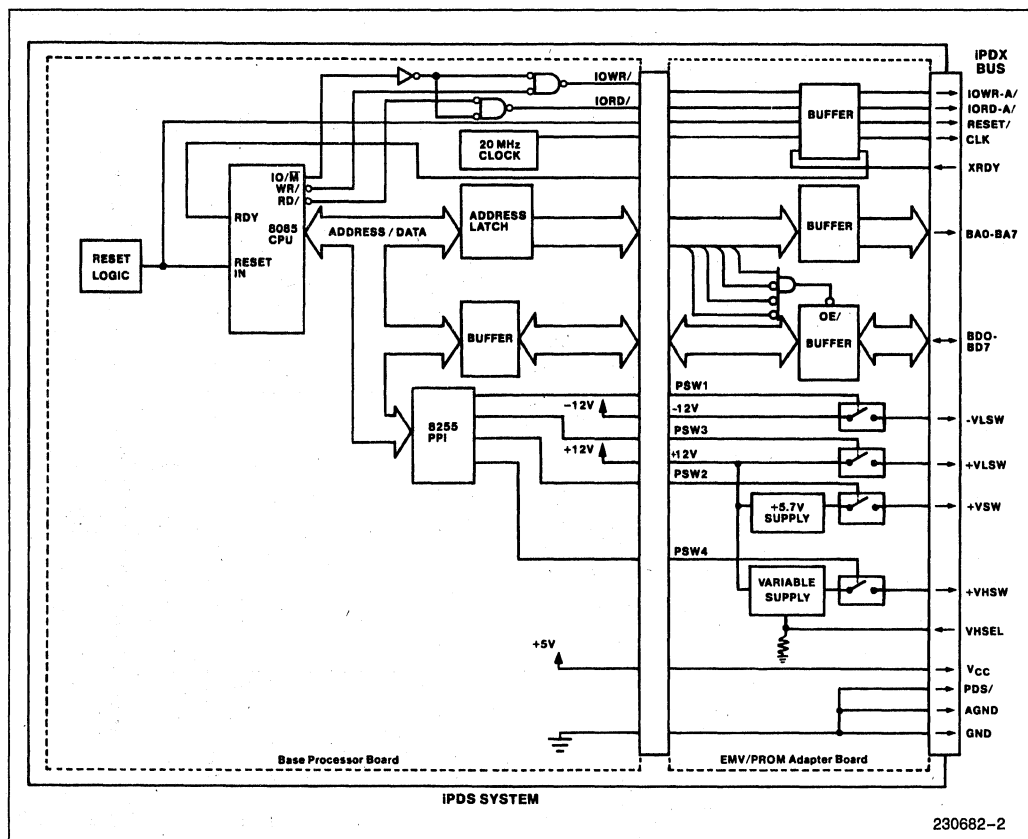 iPDX
BUS
IOWR/
IORD/
IOWR-A/
IORD-A/
RESET/
CLK
XRDY
BUFFER
20 MHz
CLOCK
IO/M̅
WR/
RD/
RDY
8085
CPU
RESET
IN
RESET
LOGIC
ADDRESS / DATA
ADDRESS
LATCH
BUFFER
BA0-BA7
OE/
BUFFER
BUFFER
BD0-
BD7
8255
PPI
PSW1
-12V
-12V
-VLSW
PSW3
+12V
+12V
+VLSW
PSW2
+5.7V
SUPPLY
+VSW
PSW4
VARIABLE
SUPPLY
+VHSW
VHSEL
+5V
VCC
PDS/
AGND
GND
Base Processor Board
EMV/PROM Adapter Board
iPDS SYSTEM
230682-2